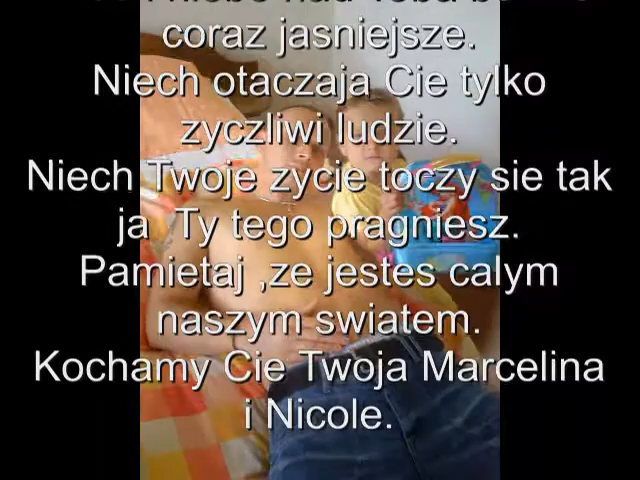 coraz jasniejsze.
Niech otaczaja Cie tylko
zyczliwi ludzie.
Niech Twoje zycie toczy sie tak
ja Ty tego pragniesz.
Pamietaj ,ze jestes calym
naszym swiatem.
Kochamy Cie Twoja Marcelina
i Nicole.